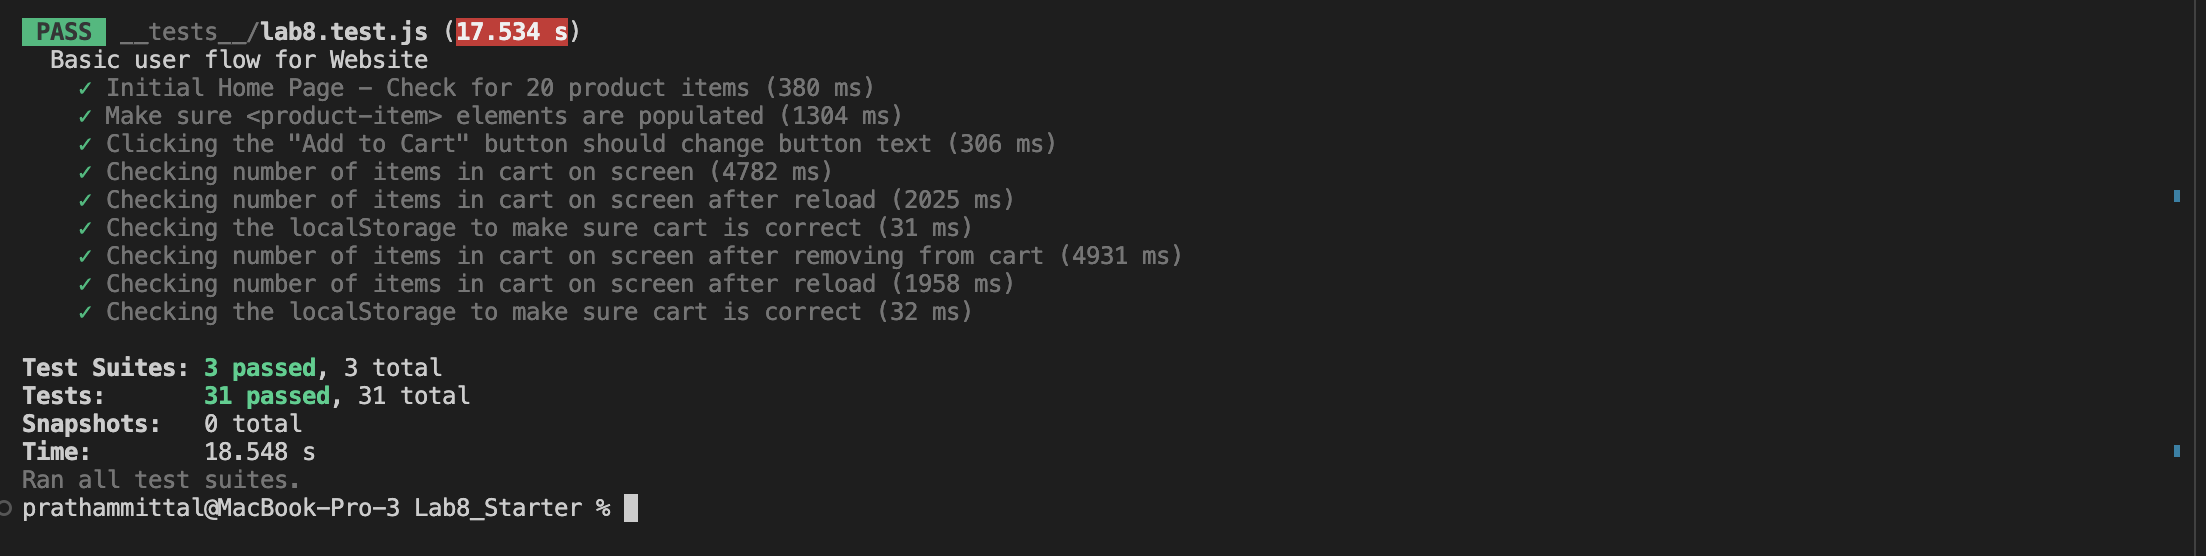 PASS __tests__/lab8.test.js (17.534 s)
Basic user flow for Website
✓ Initial Home Page - Check for 20 product items (380 ms)
✓ Make sure <product-item> elements are populated (1304 ms)
✓ Clicking the "Add to Cart" button should change button text (306 ms)
✓ Checking number of items in cart on screen (4782 ms)
✓ Checking number of items in cart on screen after reload (2025 ms)
✓ Checking the localStorage to make sure cart is correct (31 ms)
✓ Checking number of items in cart on screen after removing from cart (4931 ms)
✓ Checking number of items in cart on screen after reload (1958 ms)
✓ Checking the localStorage to make sure cart is correct (32 ms)
Test Suites: 3 passed, 3 total
Tests: 31 passed, 31 total
Snapshots: 0 total
Time: 18.548 s
Ran all test suites.
prathammittal@MacBook-Pro-3 Lab8_Starter %